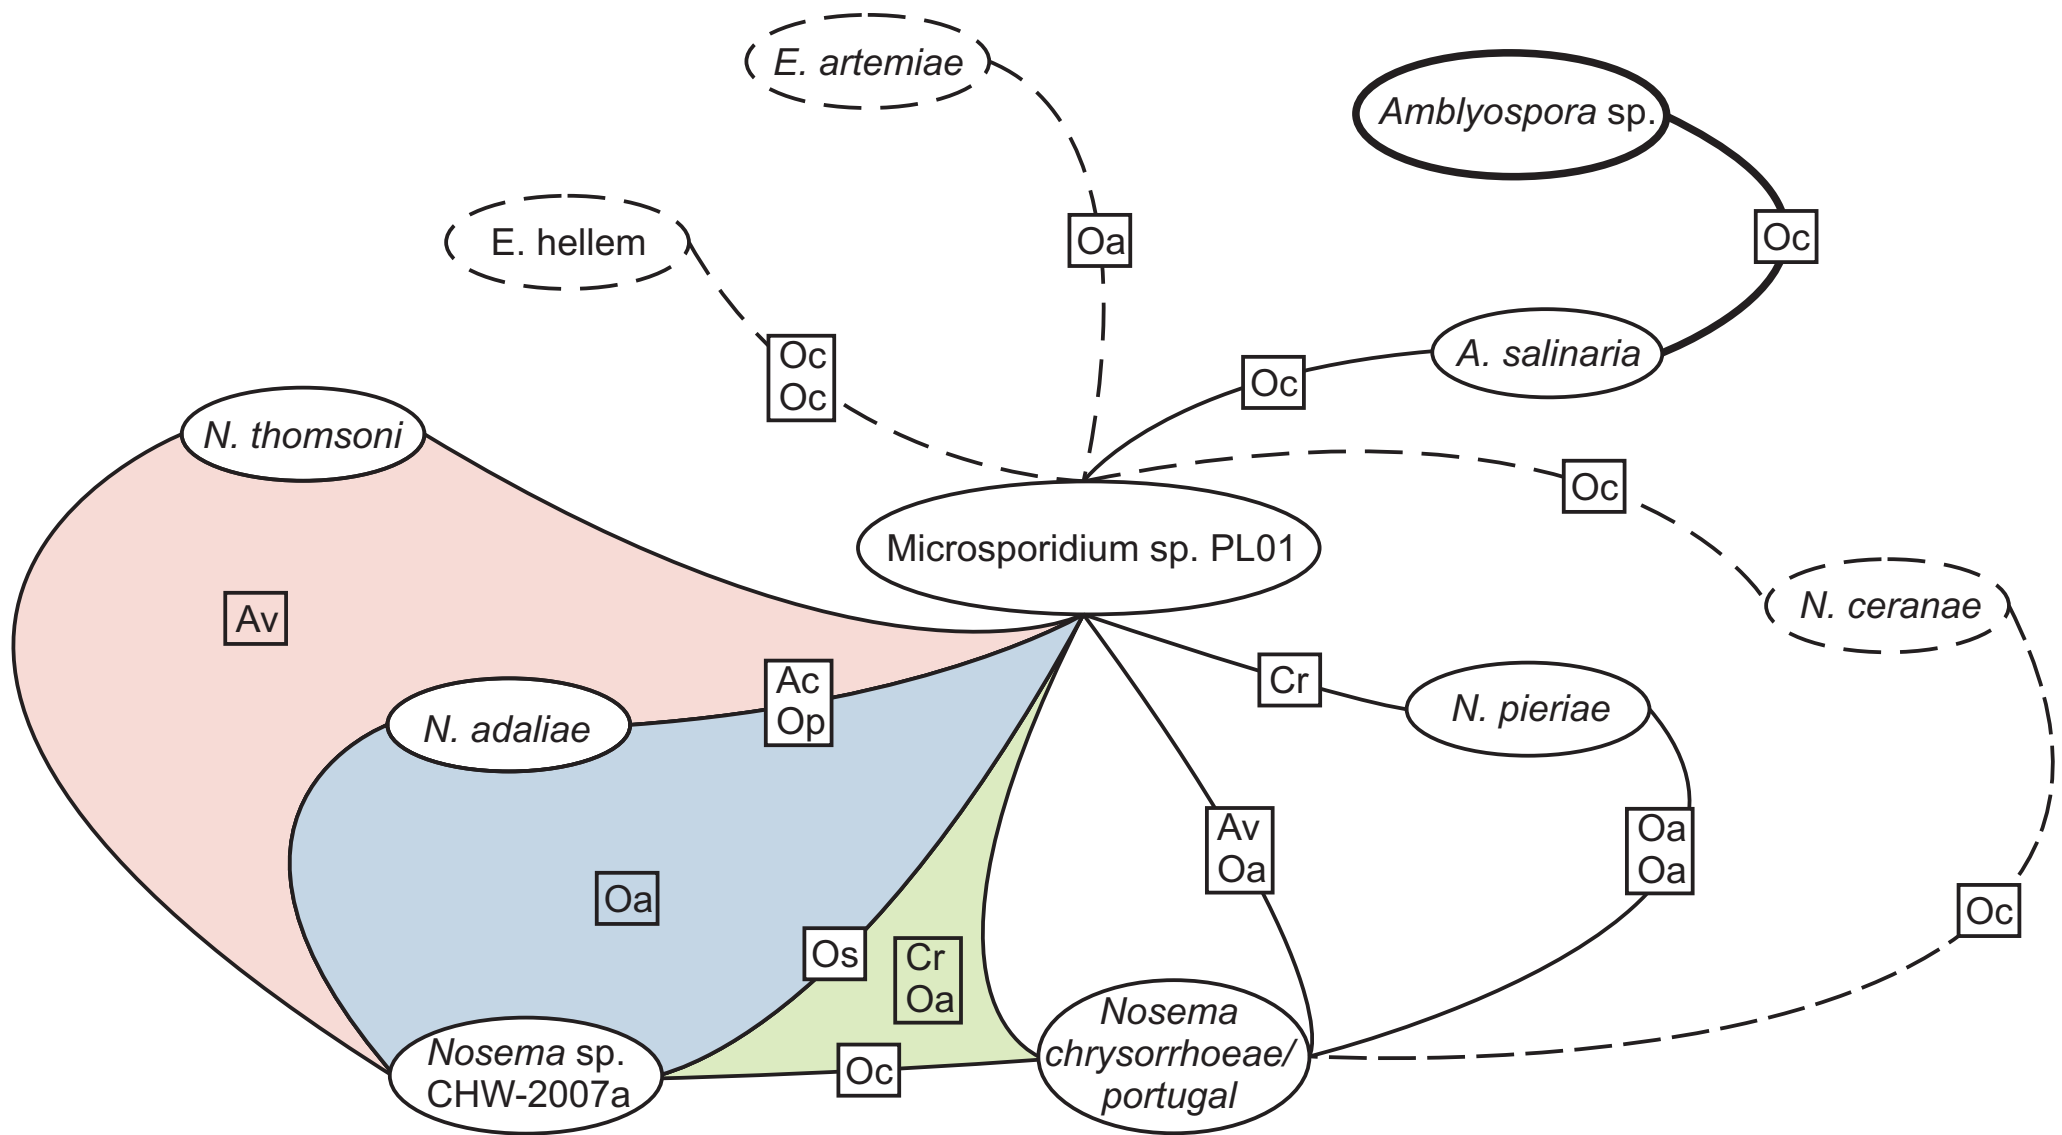 E. artemiae
Amblyospora sp.
E. hellem
Oa
Oc
Oc
Oc
Oc
A. salinaria
N. thomsoni
Oc
Microsporidium sp. PL01
N. ceranae
Av
Ac
Op
Cr
N. pieriae
N. adaliae
Av
Oa
Oa
Oa
Oa
Os
Cr
Oa
Oc
Nosema sp.
CHW-2007a
Oc
Nosema
chrysorrhoeae/
portugal